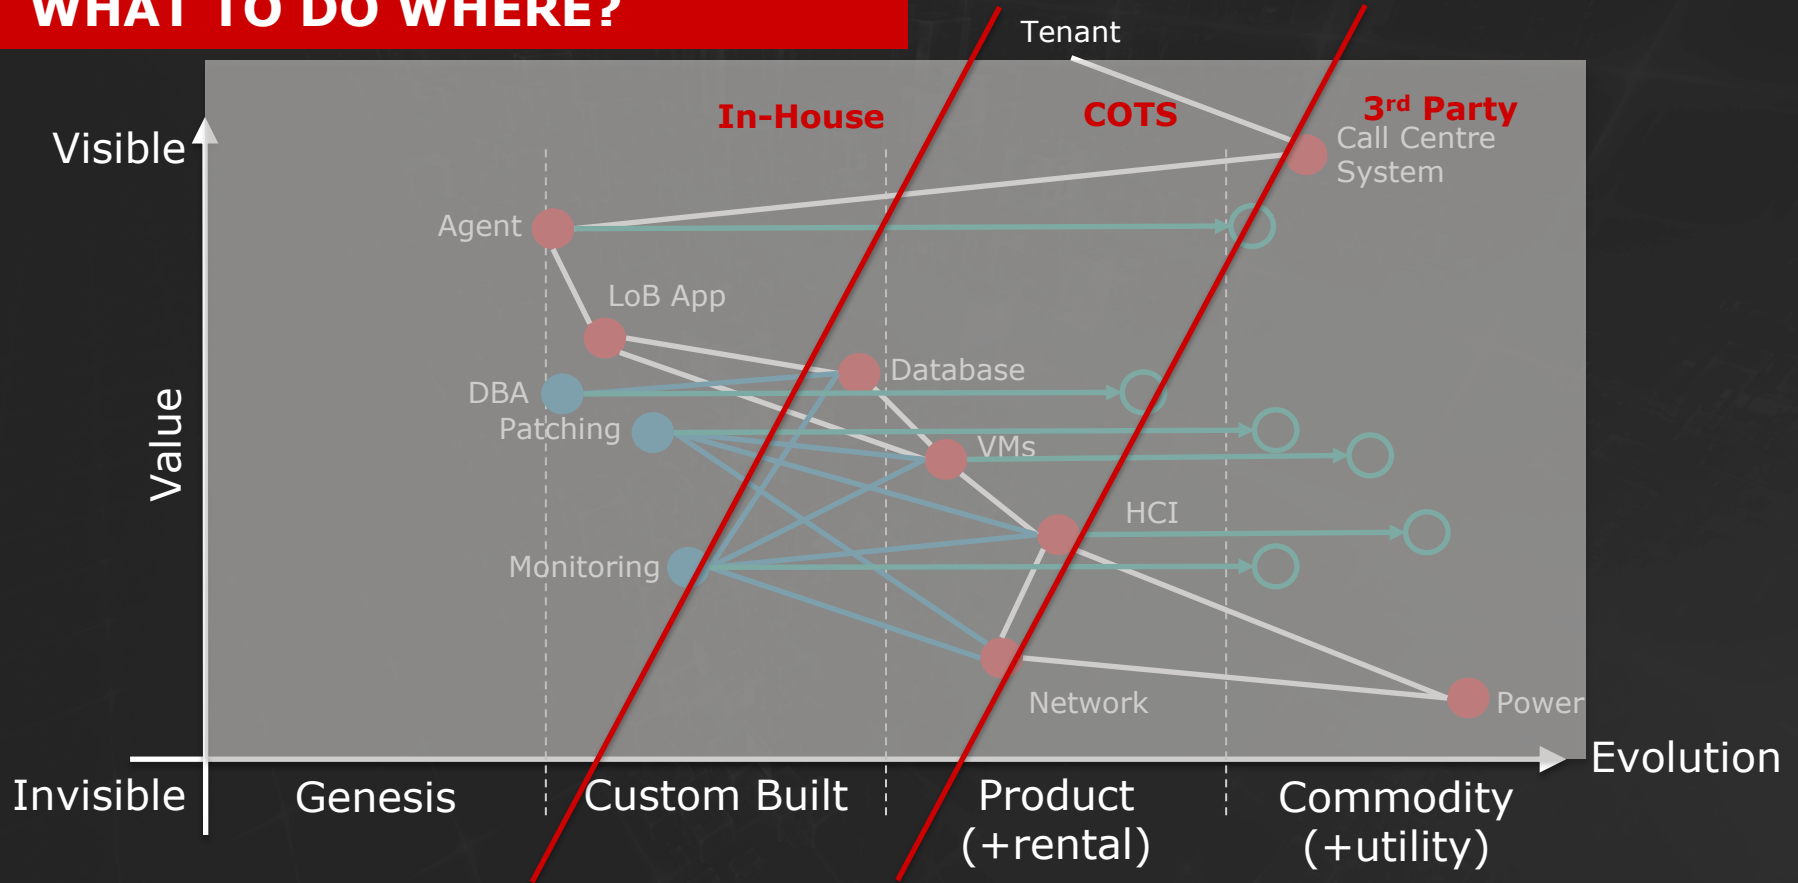 WHAT TO DO WHERE?
Tenant
In-House
COTS
3rd Party
Visible
Call Centre
System
Agent
LoB App
Database
DBA
Patching
VMs
Value
HCI
Monitoring
Network
Power
Evolution
Invisible
Genesis
Custom Built
Product
(+rental)
Commodity
(+utility)